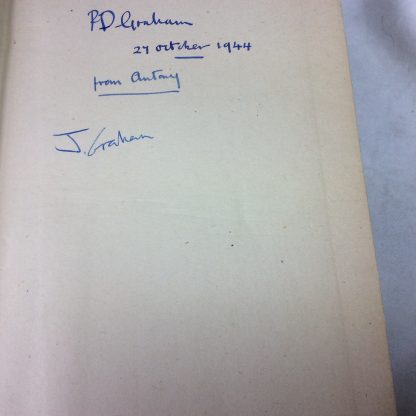 P.D. Graham
27 october 1944
from Antony
J. Graham